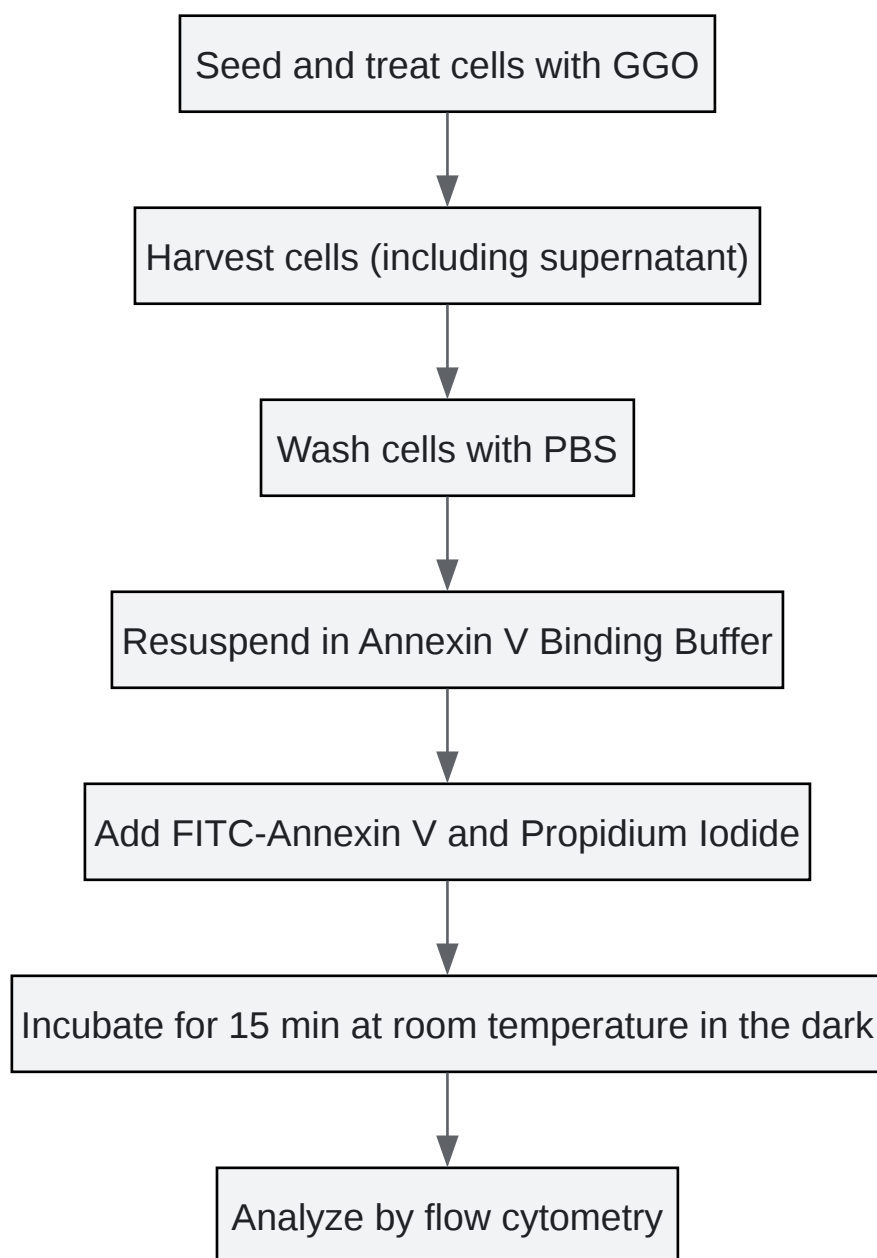 Seed and treat cells with GGO
Harvest cells (including supernatant)
Wash cells with PBS
Resuspend in Annexin V Binding Buffer
Add FITC-Annexin V and Propidium Iodide
Incubate for 15 min at room temperature in the dark
Analyze by flow cytometry